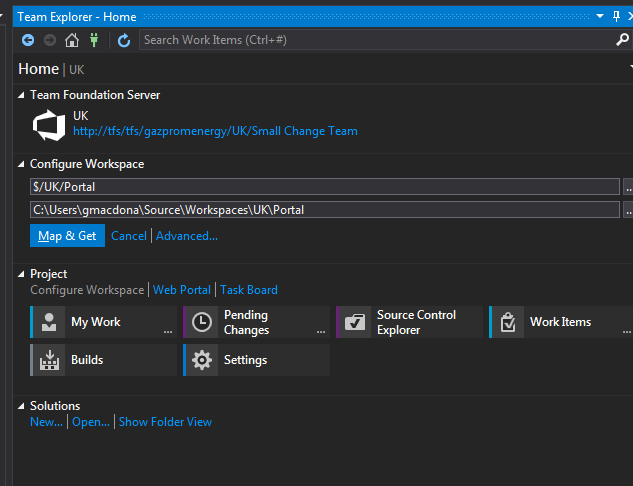 Team Explorer - Home
Search Work Items (Ctrl+#)
Home | UK
Team Foundation Server
UK
http://tfs/tfs/gazpromenergy/UK/Small Change Team
Configure Workspace
$/UK/Portal
...
C:\Users\gmacdona\Source\Workspaces\UK\Portal
...
Map & Get Cancel | Advanced...
Project
Configure Workspace | Web Portal | Task Board
My Work ...
Pending Changes ...
Source Control Explorer
Work Items ...
Builds
Settings
Solutions
New... | Open... | Show Folder View